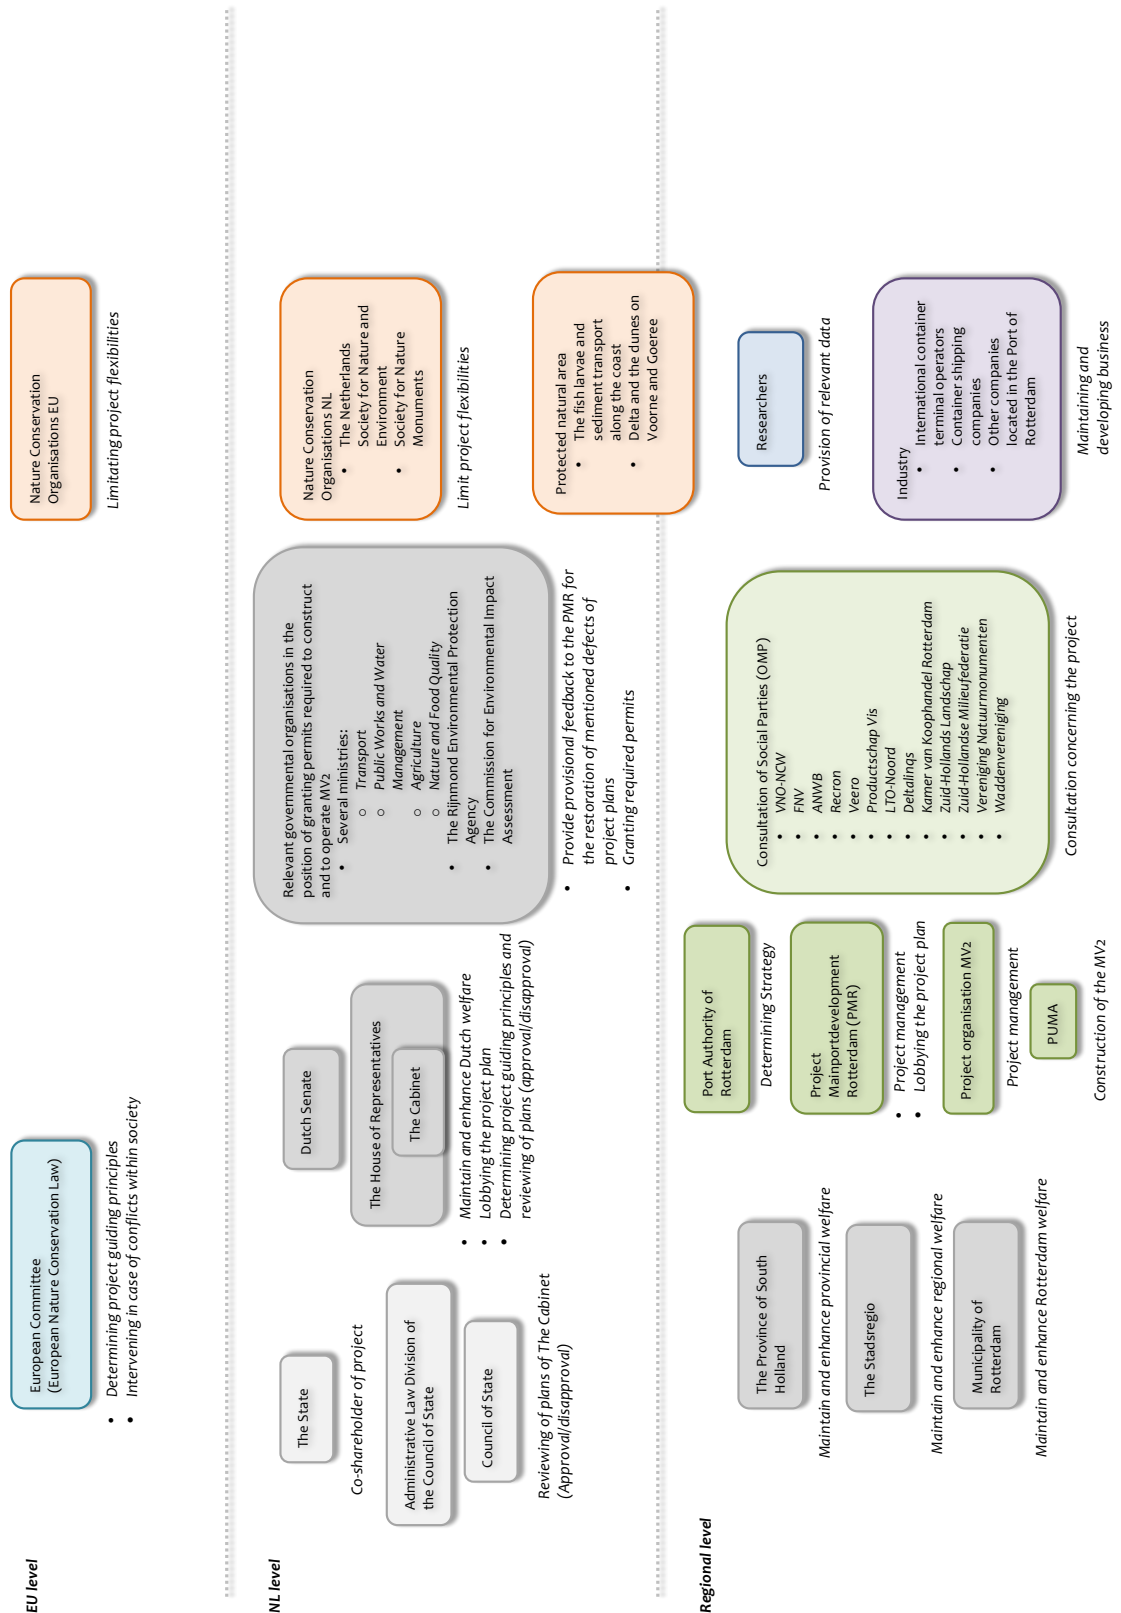 EU level
European Committee
(European Nature Conservation Law)
• Determining project guiding principles
• Intervening in case of conflicts within society
Nature Conservation
Organisations EU
Limitating project flexibilities
NL level
The State
Co-shareholder of project
Administrative Law Division of
the Council of State
Council of State
Reviewing of plans of The Cabinet
(Approval/disapproval)
Dutch Senate
The House of Representatives
The Cabinet
• Maintain and enhance Dutch welfare
• Lobbying the project plan
• Determining project guiding principles and
reviewing of plans (approval/disapproval)
Relevant governmental organisations in the
position of granting permits required to construct
and to operate MV2
• Several ministries:
○ Transport
○ Public Works and Water
Management
○ Agriculture
○ Nature and Food Quality
• The Rijnmond Environmental Protection
Agency
• The Commission for Environmental Impact
Assessment
• Provide provisional feedback to the PMR for
the restoration of mentioned defects of
project plans
• Granting required permits
Nature Conservation
Organisations NL
• The Netherlands
Society for Nature and
Environment
• Society for Nature
Monuments
Limit project flexibilities
Protected natural area
• The fish larvae and
sediment transport
along the coast
• Delta and the dunes on
Voorne and Goeree
Regional level
The Province of South
Holland
Maintain and enhance provincial welfare
The Stadsregio
Maintain and enhance regional welfare
Municipality of
Rotterdam
Maintain and enhance Rotterdam welfare
Port Authority of
Rotterdam
Determining Strategy
Project
Mainportdevelopment
Rotterdam (PMR)
• Project management
• Lobbying the project plan
Project organisation MV2
Project management
PUMA
Construction of the MV2
Consultation of Social Parties (OMP)
• VNO-NCW
• FNV
• ANWB
• Recron
• Veero
• Productschap Vis
• LTO-Noord
• Deltalinqs
• Kamer van Koophandel Rotterdam
• Zuid-Hollands Landschap
• Zuid-Hollandse Milieufederatie
• Vereniging Natuurmonumenten
• Waddenvereniging
Consultation concerning the project
Researchers
Provision of relevant data
Industry
• International container
terminal operators
• Container shipping
companies
• Other companies
located in the Port of
Rotterdam
Maintaining and
developing business